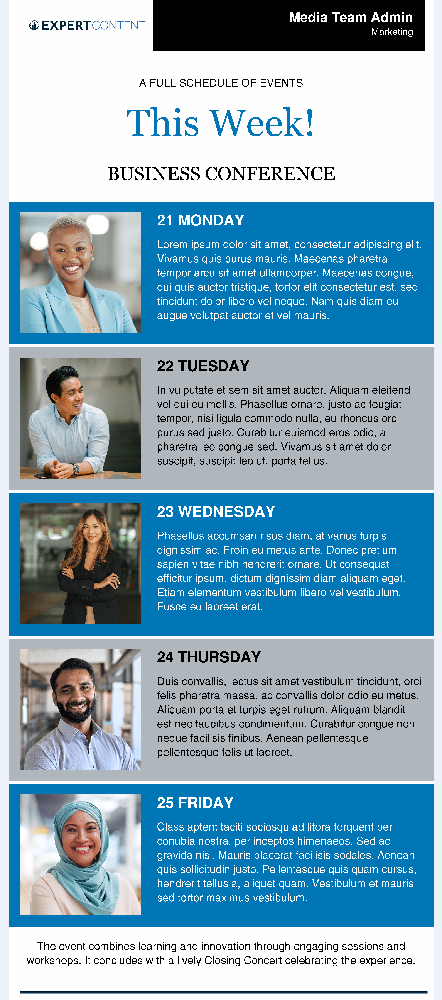 EXPERTCONTENT
Media Team Admin
Marketing
A FULL SCHEDULE OF EVENTS
This Week!
BUSINESS CONFERENCE
21 MONDAY
Lorem ipsum dolor sit amet, consectetur adipiscing elit.
Vivamus quis purus mauris. Maecenas pharetra
tempor arcu sit amet ullamcorper. Maecenas congue,
dui quis auctor tristique, tortor elit consectetur est, sed
tincidunt dolor libero vel neque. Nam quis diam eu
augue volutpat auctor et vel mauris.
22 TUESDAY
In vulputate et sem sit amet auctor. Aliquam eleifend
vel dui eu mollis. Phasellus ornare, justo ac feugiat
tempor, nisi ligula commodo nulla, eu rhoncus orci
purus sed justo. Curabitur euismod eros odio, a
pharetra leo congue sed. Vivamus sit amet dolor
suscipit, suscipit leo ut, porta tellus.
23 WEDNESDAY
Phasellus accumsan risus diam, at varius turpis
dignissim ac. Proin eu metus ante. Donec pretium
sapien vitae nibh hendrerit ornare. Ut consequat
efficitur ipsum, dictum dignissim diam aliquam eget.
Etiam elementum vestibulum libero vel vestibulum.
Fusce eu laoreet erat.
24 THURSDAY
Duis convallis, lectus sit amet vestibulum tincidunt, orci
felis pharetra massa, ac convallis dolor odio eu metus.
Aliquam porta et turpis eget rutrum. Aliquam blandit
est nec faucibus condimentum. Curabitur congue non
neque facilisis finibus. Aenean pellentesque
pellentesque felis ut laoreet.
25 FRIDAY
Class aptent taciti sociosqu ad litora torquent per
conubia nostra, per inceptos himenaeos. Sed ac
gravida nisi. Mauris placerat facilisis sodales. Aenean
quis sollicitudin justo. Pellentesque quis quam cursus,
hendrerit tellus a, aliquet quam. Vestibulum et mauris
sed tortor maximus vestibulum.
The event combines learning and innovation through engaging sessions and
workshops. It concludes with a lively Closing Concert celebrating the experience.